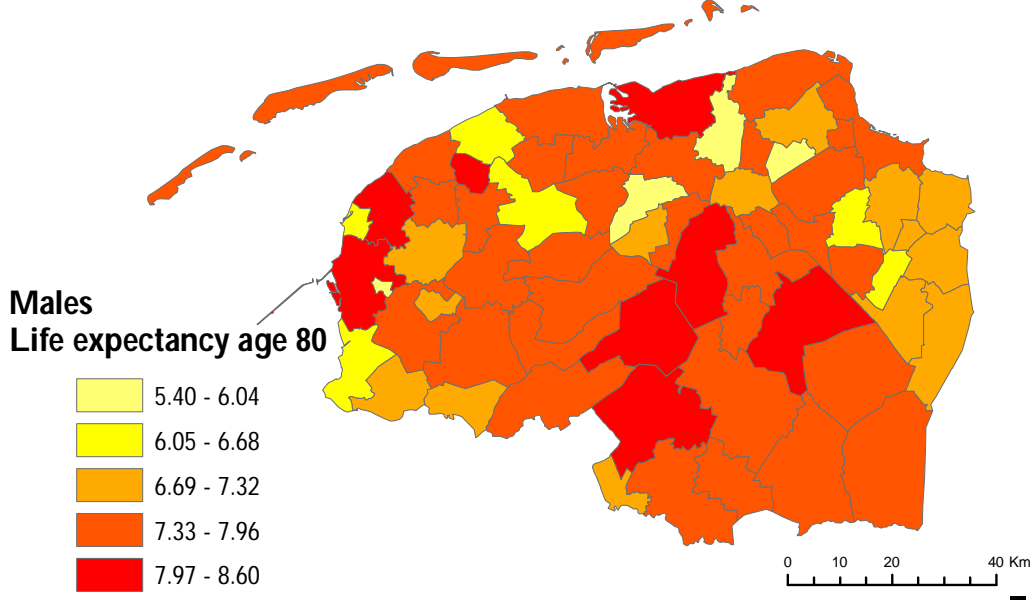 Males
Life expectancy age 80
5.40 - 6.04
6.05 - 6.68
6.69 - 7.32
7.33 - 7.96
7.97 - 8.60
0 10 20 40 Km